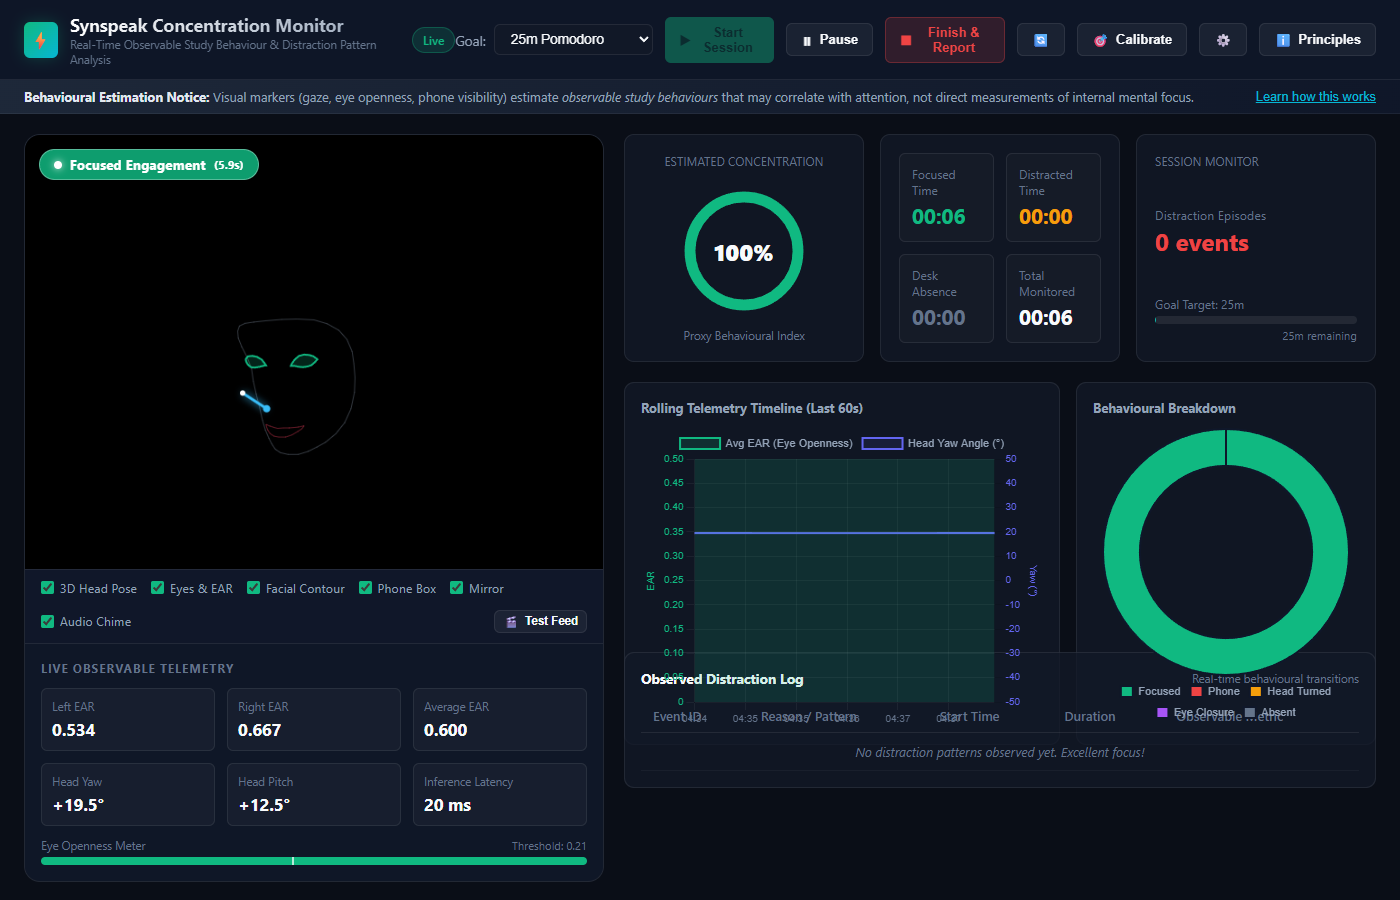 Synspeak Concentration Monitor
Real-Time Observable Study Behaviour & Distraction Pattern
Analysis
Live
Goal:
25m Pomodoro
Start
Session
Pause
Finish &
Report
Calibrate
Principles
Behavioural Estimation Notice: Visual markers (gaze, eye openness, phone visibility) estimate observable study behaviours that may correlate with attention, not direct measurements of internal mental focus.
Learn how this works
Focused Engagement (5.9s)
3D Head Pose
Eyes & EAR
Facial Contour
Phone Box
Mirror
Audio Chime
Test Feed
LIVE OBSERVABLE TELEMETRY
Left EAR
0.534
Right EAR
0.667
Average EAR
0.600
Head Yaw
+19.5°
Head Pitch
+12.5°
Inference Latency
20 ms
Eye Openness Meter
Threshold: 0.21
ESTIMATED CONCENTRATION
100%
Proxy Behavioural Index
Focused
Time
00:06
Distracted
Time
00:00
Desk
Absence
00:00
Total
Monitored
00:06
SESSION MONITOR
Distraction Episodes
0 events
Goal Target: 25m
25m remaining
Rolling Telemetry Timeline (Last 60s)
Avg EAR (Eye Openness)
Head Yaw Angle (°)
0.50
0.45
0.40
0.35
0.30
0.25
0.20
0.15
0.10
0.05
0
EAR
50
40
30
20
10
0
-10
-20
-30
-40
-50
Yaw (°)
04:34
04:35
04:37
Behavioural Breakdown
Focused
Phone
Head Turned
Eye Closure
Absent
Observed Distraction Log
Real-time behavioural transitions
Event ID
Reason / Pattern
Start Time
Duration
Observable
No distraction patterns observed yet. Excellent focus!